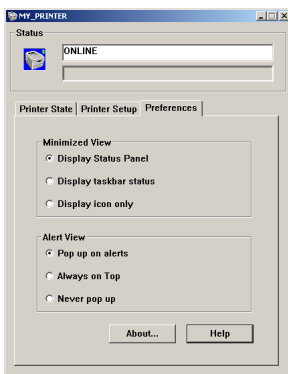 MY_PRINTER
Status
ONLINE
Printer State Printer Setup Preferences
Minimized View
Display Status Panel
Display taskbar status
Display icon only
Alert View
Pop up on alerts
Always on Top
Never pop up
About... Help